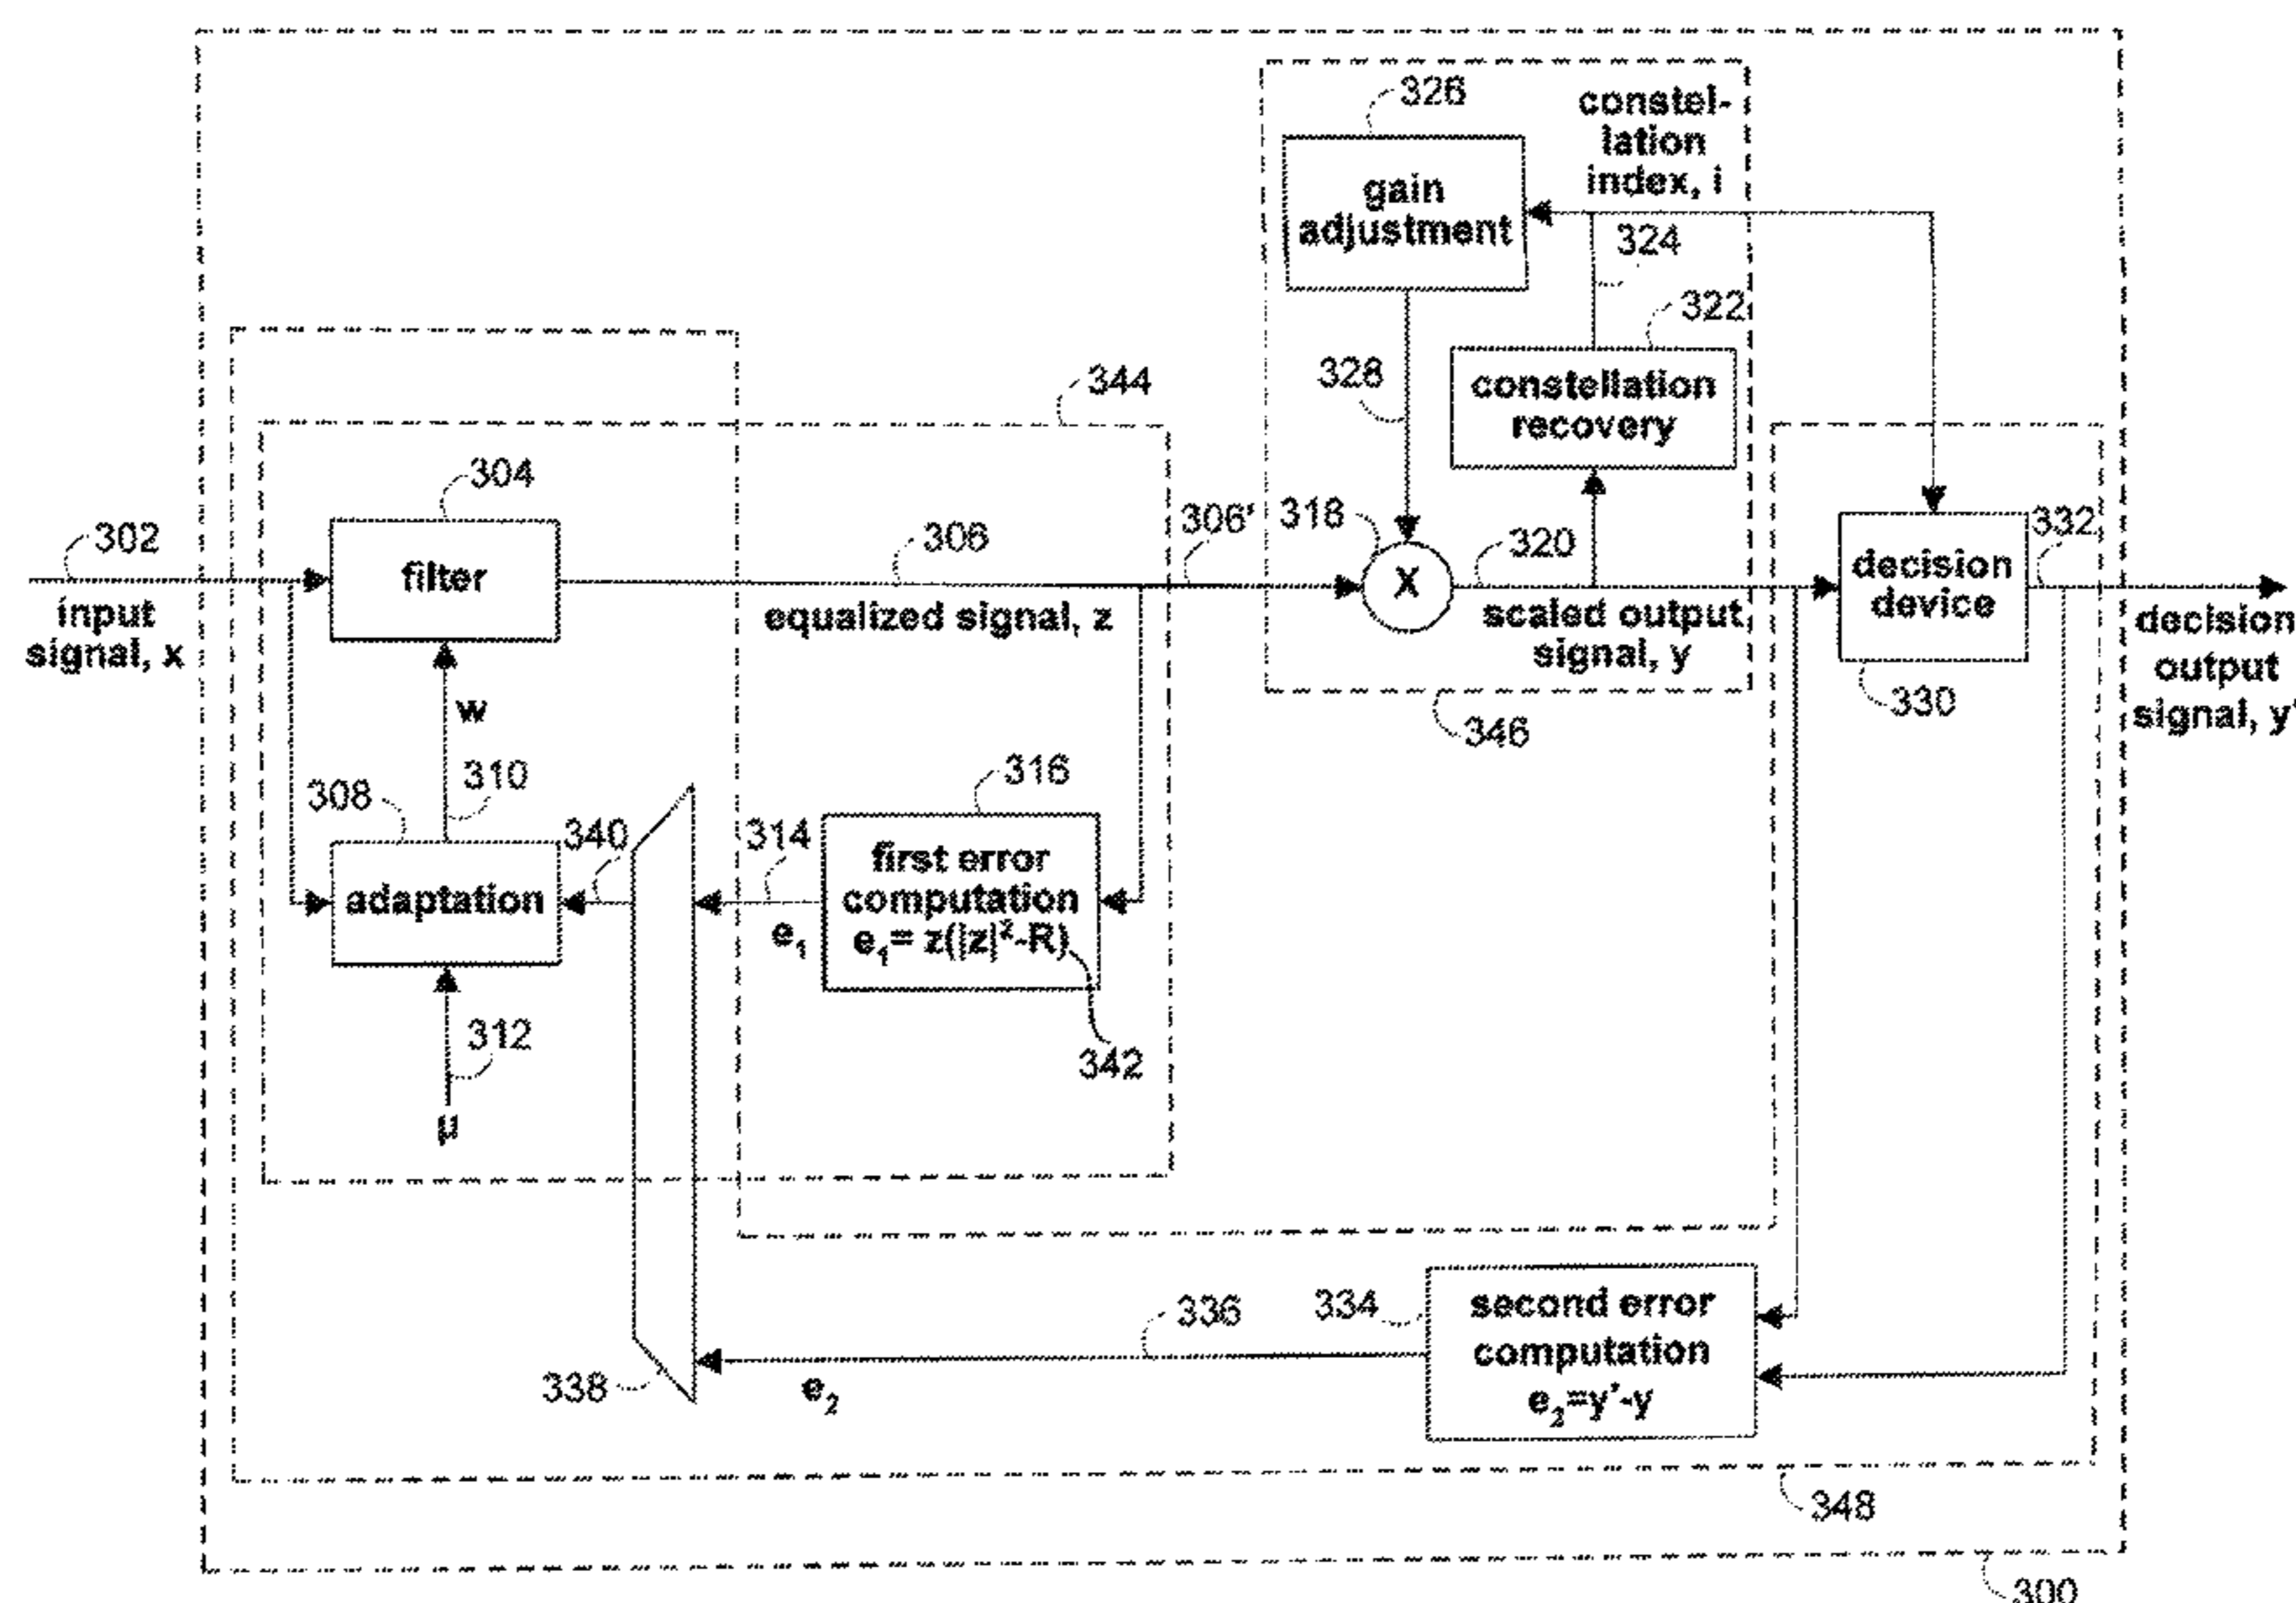 326
constel-
lation
index, i
gain
adjustment
324
322
328
constellation
recovery
344
304
302
306
306'
318
320
332
filter
X
decision
device
input
signal, x
equalized signal, z
scaled output
signal, y
decision
output
signal, y'
330
346
w
310
308
316
340
314
first error
computation
e₁= z(|z|²-R)
adaptation
e₁
312
342
μ
336
334
second error
computation
e₂=y'-y
338
e₂
348
300